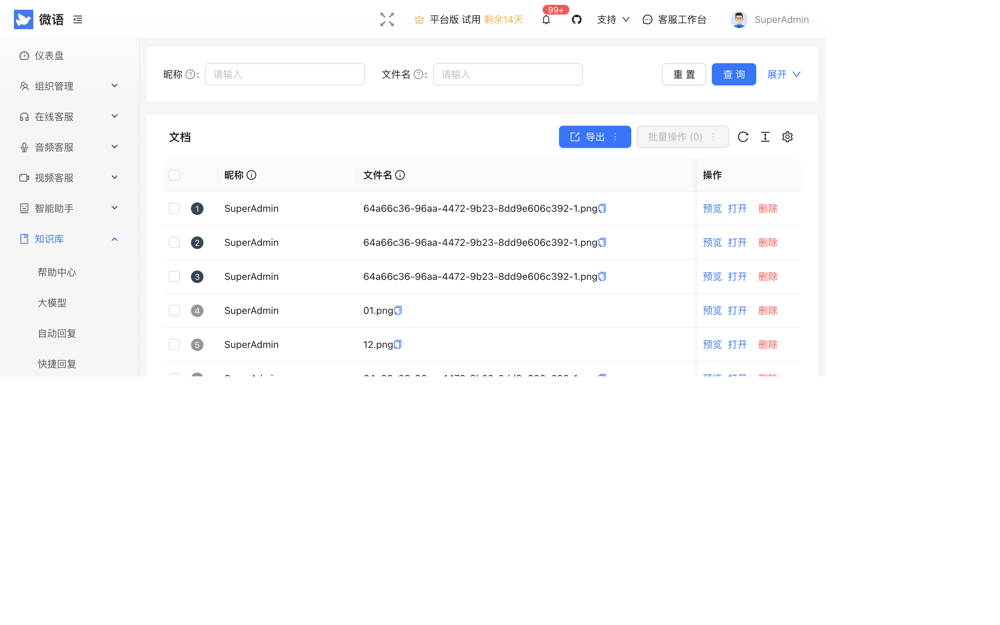 微语
平台版 试用 剩余14天
99+
支持
客服工作台
SuperAdmin
仪表盘
组织管理
在线客服
音频客服
视频客服
智能助手
知识库
帮助中心
大模型
自动回复
快捷回复
昵称 : 请输入
文件名 : 请输入
重 置
查 询
展开
文档
导出
批量操作 (0)
昵称 文件名 操作
1 SuperAdmin 64a66c36-96aa-4472-9b23-8dd9e606c392-1.png 预览 打开 删除
2 SuperAdmin 64a66c36-96aa-4472-9b23-8dd9e606c392-1.png 预览 打开 删除
3 SuperAdmin 64a66c36-96aa-4472-9b23-8dd9e606c392-1.png 预览 打开 删除
4 SuperAdmin 01.png 预览 打开 删除
5 SuperAdmin 12.png 预览 打开 删除